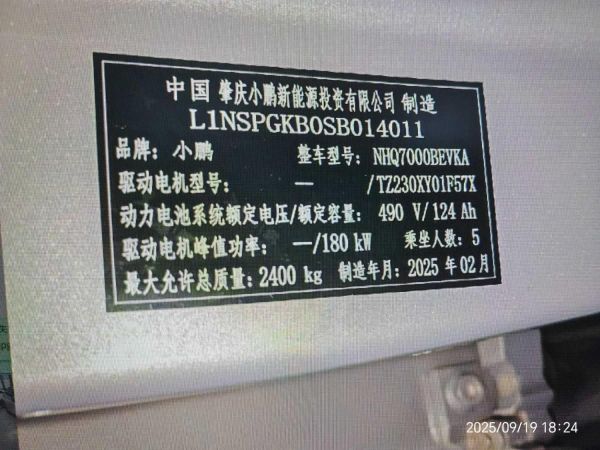 中国 肇庆小鹏新能源投资有限公司 制造
L1NSPGKB0SB014011
品牌：小鹏 整车型号：NHQ7000BEVKA
驱动电机型号： — /TZ230XY01F57X
动力电池系统额定电压/额定容量： 490 V/124 Ah
驱动电机峰值功率： —/180 kW 乘坐人数：5
最大允许总质量：2400 kg 制造年月：2025 年02月
2025/09/19 18:24